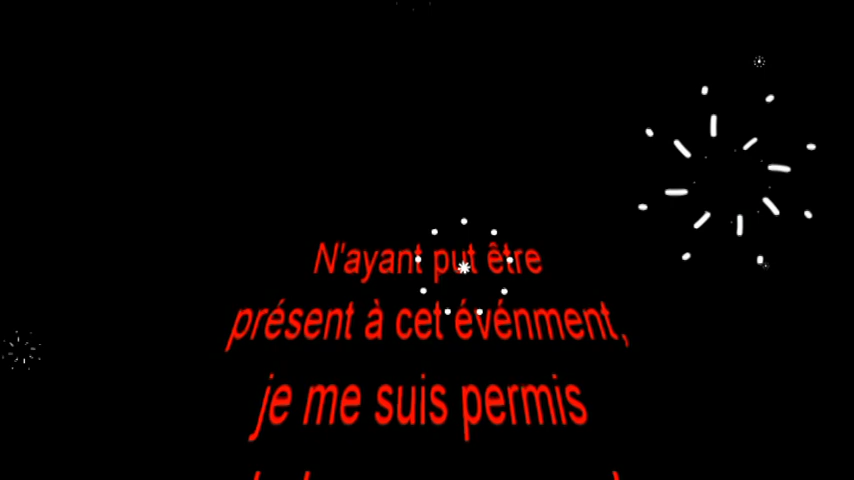 N'ayant put être
présent à cet événment,
je me suis permis